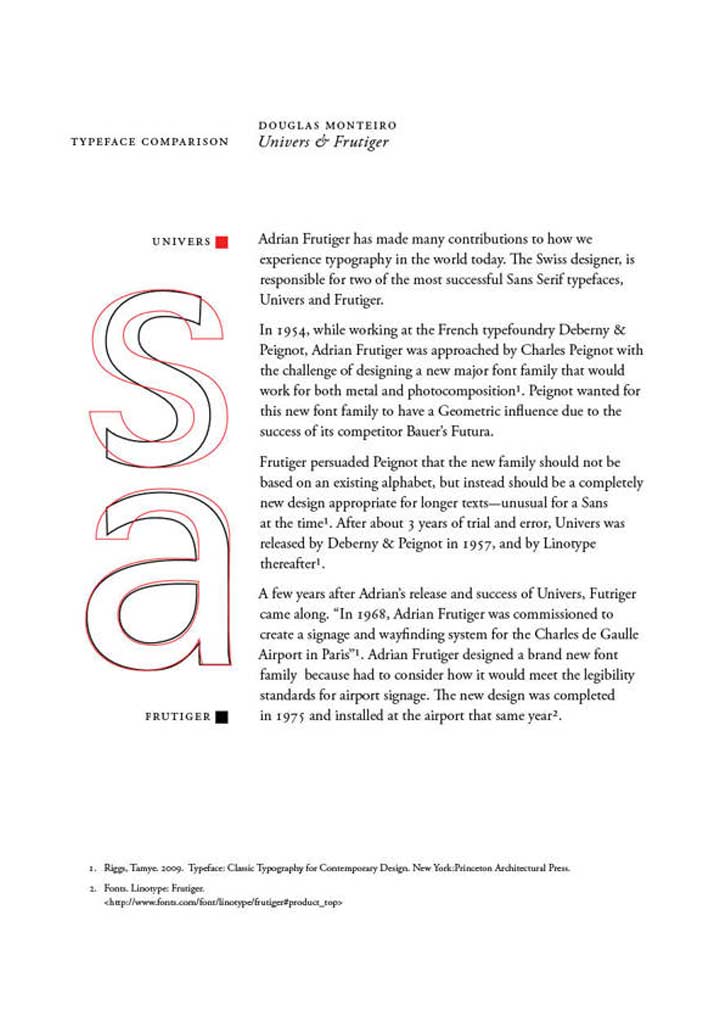 DOUGLAS MONTEIRO
TYPEFACE COMPARISON
Univers & Frutiger
UNIVERS
Adrian Frutiger has made many contributions to how we
experience typography in the world today. The Swiss designer, is
responsible for two of the most successful Sans Serif typefaces,
Univers and Frutiger.
In 1954, while working at the French typefoundry Deberny &
Peignot, Adrian Frutiger was approached by Charles Peignot with
the challenge of designing a new major font family that would
work for both metal and photocomposition¹. Peignot wanted for
this new font family to have a Geometric influence due to the
success of its competitor Bauer's Futura.
Frutiger persuaded Peignot that the new family should not be
based on an existing alphabet, but instead should be a completely
new design appropriate for longer texts—unusual for a Sans
at the time¹. After about 3 years of trial and error, Univers was
released by Deberny & Peignot in 1957, and by Linotype
thereafter¹.
A few years after Adrian's release and success of Univers, Futriger
came along. “In 1968, Adrian Frutiger was commissioned to
create a signage and wayfinding system for the Charles de Gaulle
Airport in Paris”¹. Adrian Frutiger designed a brand new font
family because had to consider how it would meet the legibility
standards for airport signage. The new design was completed
in 1975 and installed at the airport that same year².
s
a
FRUTIGER
1. Riggs, Tamye. 2009. Typeface: Classic Typography for Contemporary Design. New York:Princeton Architectural Press.
2. Fonts. Linotype: Frutiger.
<http://www.fonts.com/font/linotype/frutiger#product_top>